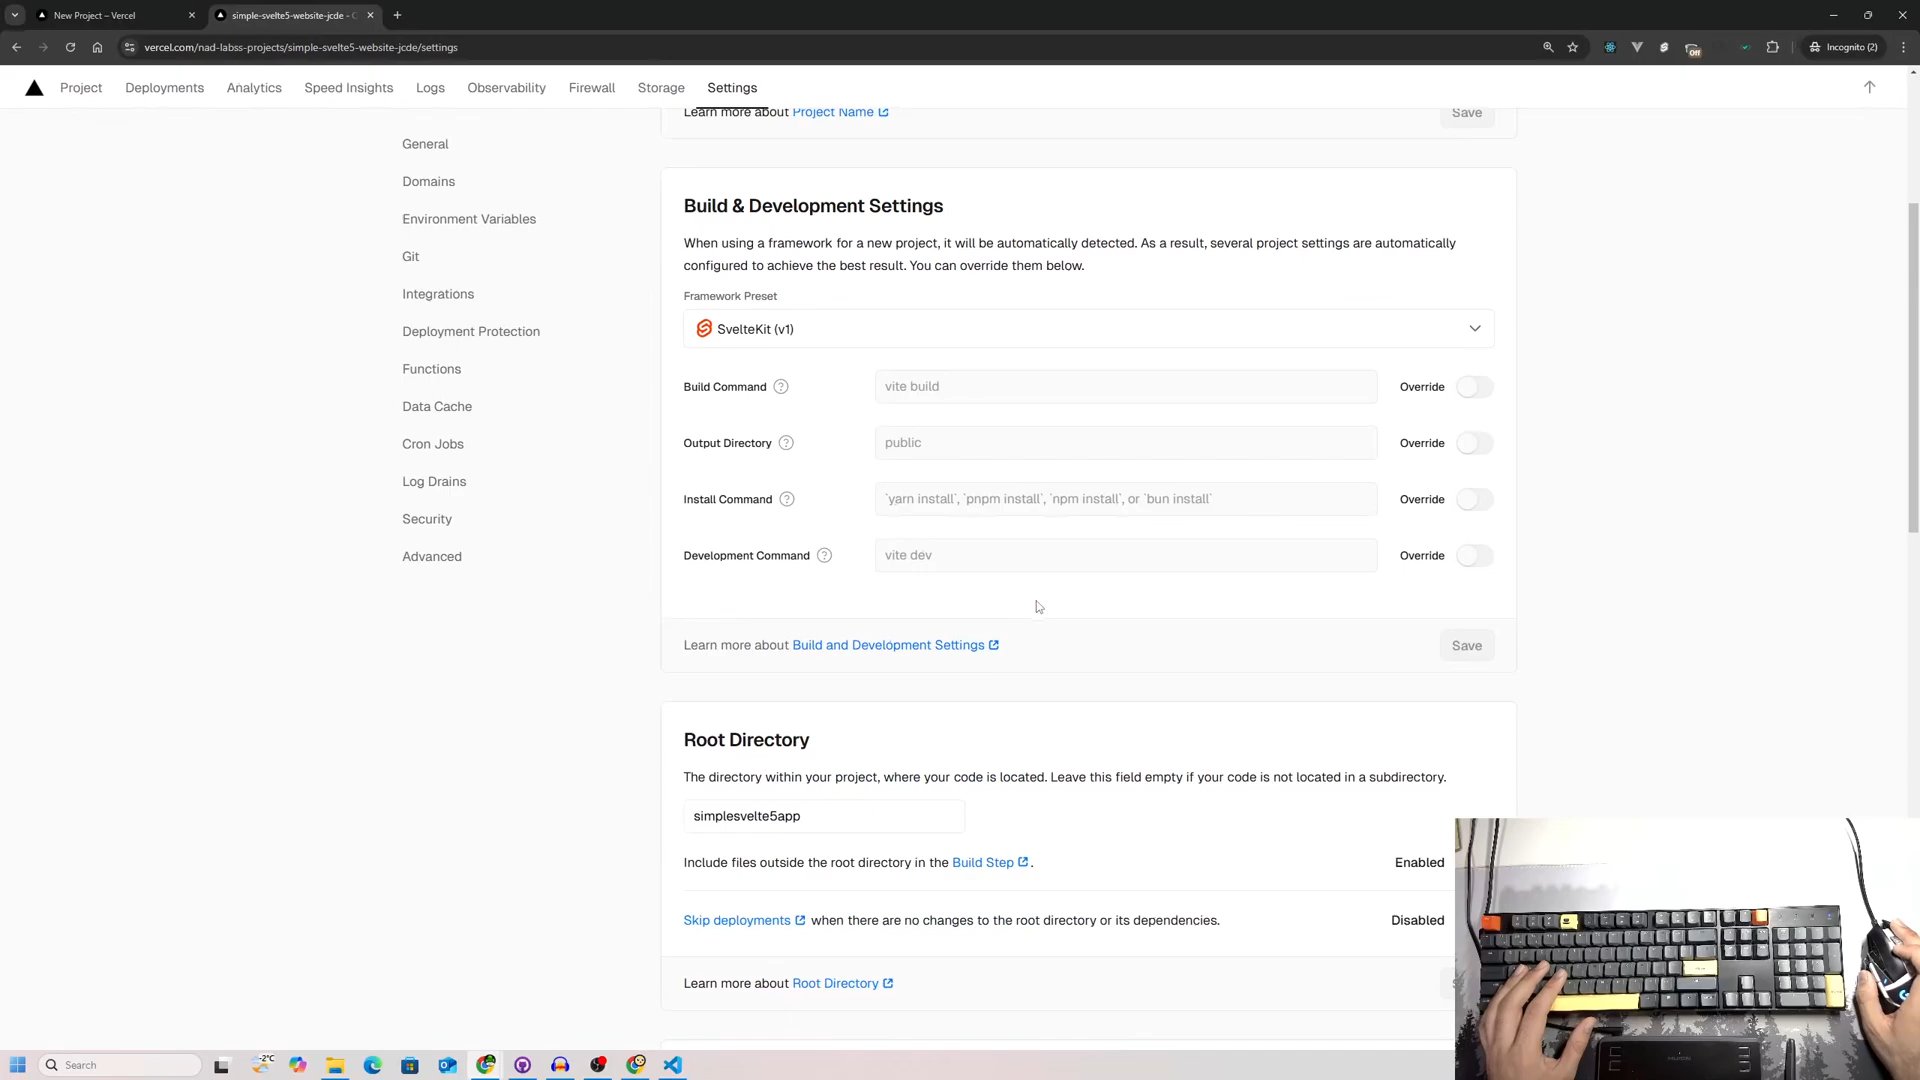 New Project – Vercel
simple-svelte5-website-jcde -
vercel.com/nad-labss-projects/simple-svelte5-website-jcde/settings
Off
Incognito (2)
Project
Deployments
Analytics
Speed Insights
Logs
Observability
Firewall
Storage
Settings
General
Domains
Environment Variables
Git
Integrations
Deployment Protection
Functions
Data Cache
Cron Jobs
Log Drains
Security
Advanced
Learn more about Project Name
Save
Build & Development Settings
When using a framework for a new project, it will be automatically detected. As a result, several project settings are automatically
configured to achieve the best result. You can override them below.
Framework Preset
SvelteKit (v1)
Build Command ? vite build Override
Output Directory ? public Override
Install Command ? `yarn install`, `pnpm install`, `npm install`, or `bun install` Override
Development Command ? vite dev Override
Learn more about Build and Development Settings
Save
Root Directory
The directory within your project, where your code is located. Leave this field empty if your code is not located in a subdirectory.
simplesvelte5app
Include files outside the root directory in the Build Step. Enabled
Skip deployments when there are no changes to the root directory or its dependencies. Disabled
Learn more about Root Directory
Search
-2°C